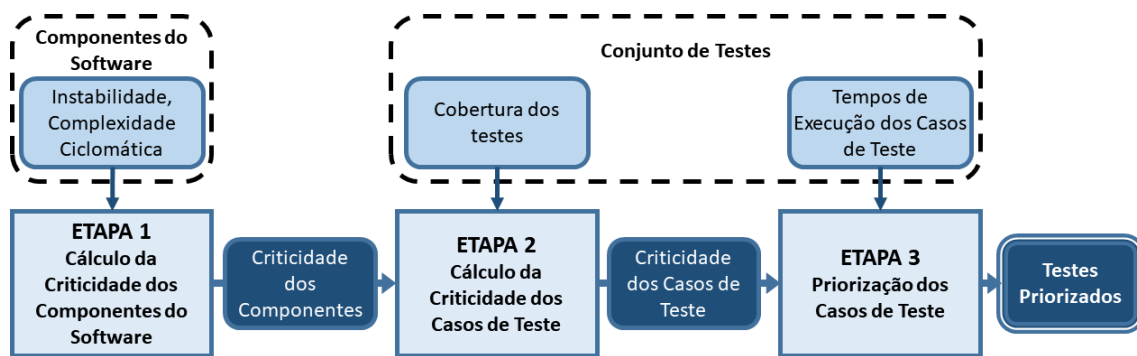 Componentes do
Software
Instabilidade,
Complexidade
Ciclomática
Conjunto de Testes
Cobertura dos
testes
Tempos de
Execução dos Casos
de Teste
ETAPA 1
Cálculo da
Criticidade dos
Componentes do
Software
Criticidade
dos
Componentes
ETAPA 2
Cálculo da
Criticidade dos
Casos de Teste
Criticidade
dos Casos de
Teste
ETAPA 3
Priorização dos
Casos de Teste
Testes
Priorizados